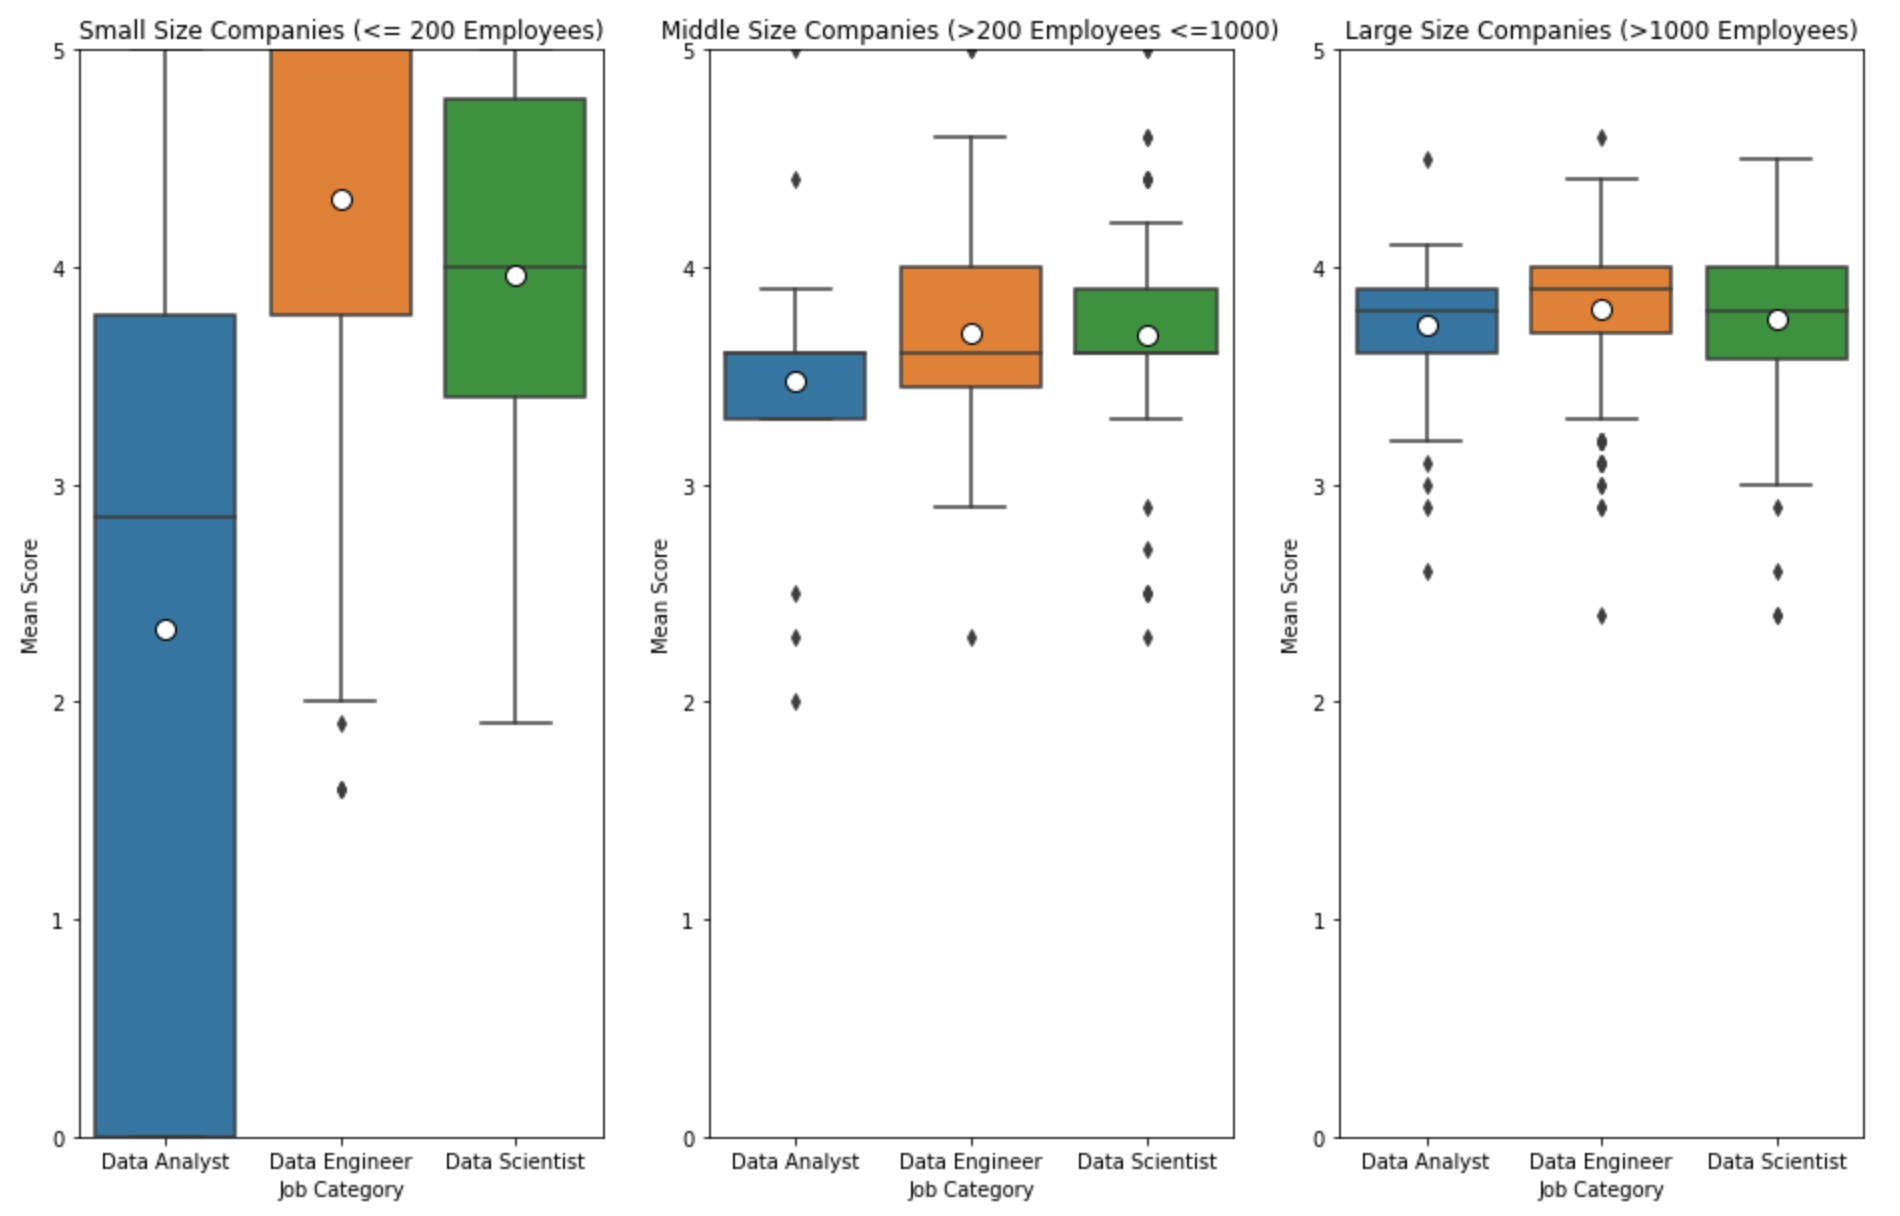 Small Size Companies (<= 200 Employees)
5
4
3
2
1
0
Mean Score
Data Analyst Data Engineer Data Scientist
Job Category
Middle Size Companies (>200 Employees <=1000)
5
4
3
2
1
0
Mean Score
Data Analyst Data Engineer Data Scientist
Job Category
Large Size Companies (>1000 Employees)
5
4
3
2
1
0
Mean Score
Data Analyst Data Engineer Data Scientist
Job Category